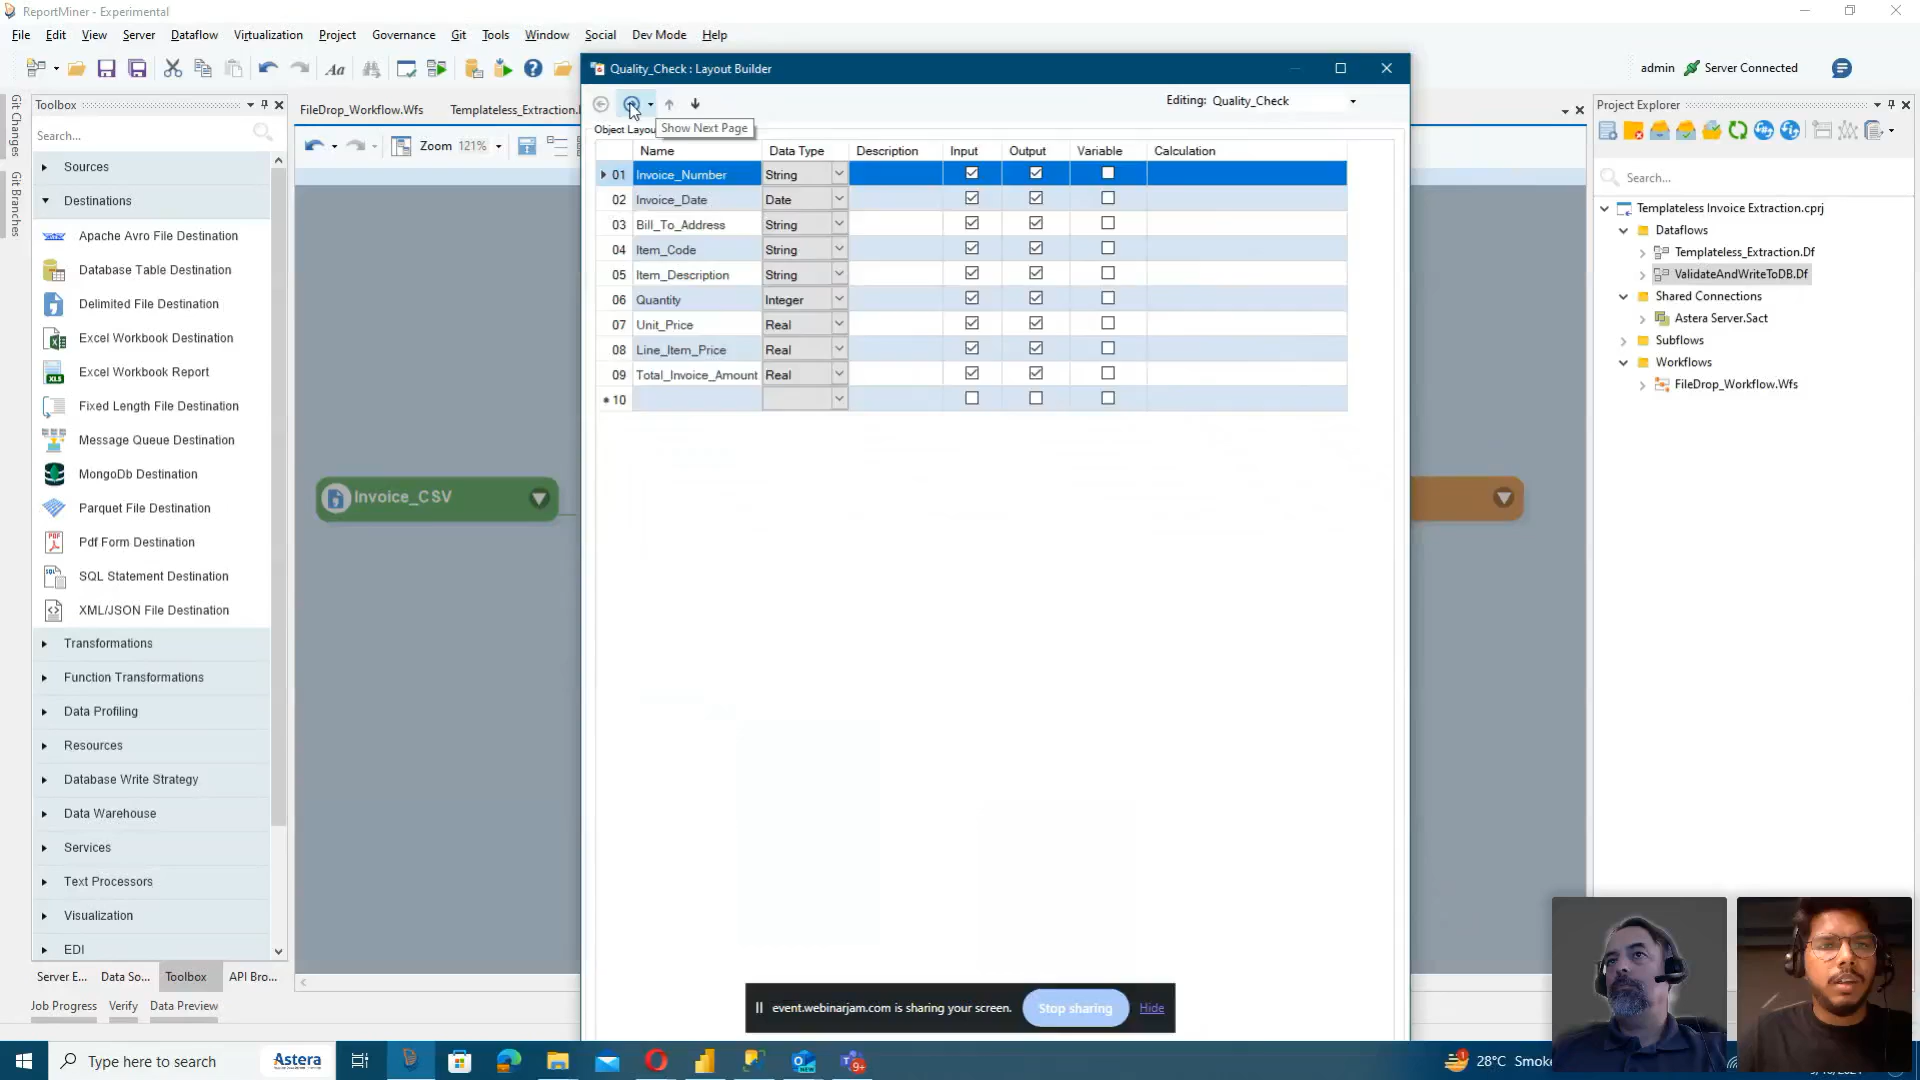 ReportMiner - Experimental
File Edit View Server Dataflow Virtualization Project Governance Git Tools Window Social Dev Mode Help
admin Server Connected
Git Changes
Git Branches
Toolbox
Search...
Sources
Destinations
Apache Avro File Destination
Database Table Destination
Delimited File Destination
Excel Workbook Destination
Excel Workbook Report
Fixed Length File Destination
Message Queue Destination
MongoDb Destination
Parquet File Destination
Pdf Form Destination
SQL Statement Destination
XML/JSON File Destination
Transformations
Function Transformations
Data Profiling
Resources
Database Write Strategy
Data Warehouse
Services
Text Processors
Visualization
EDI
Server E... Data So... Toolbox API Bro...
Job Progress Verify Data Preview
FileDrop_Workflow.Wfs Templateless_Extraction.
Zoom 121%
Invoice_CSV
Quality_Check : Layout Builder
Editing: Quality_Check
Show Next Page
Object Layou
Name Data Type Description Input Output Variable Calculation
01 Invoice_Number String
02 Invoice_Date Date
03 Bill_To_Address String
04 Item_Code String
05 Item_Description String
06 Quantity Integer
07 Unit_Price Real
08 Line_Item_Price Real
09 Total_Invoice_Amount Real
10
Project Explorer
Search...
Templateless Invoice Extraction.cprj
Dataflows
Templateless_Extraction.Df
ValidateAndWriteToDB.Df
Shared Connections
Astera Server.Sact
Subflows
Workflows
FileDrop_Workflow.Wfs
event.webinarjam.com is sharing your screen. Stop sharing Hide
Type here to search Astera
9+
28°C Smoke